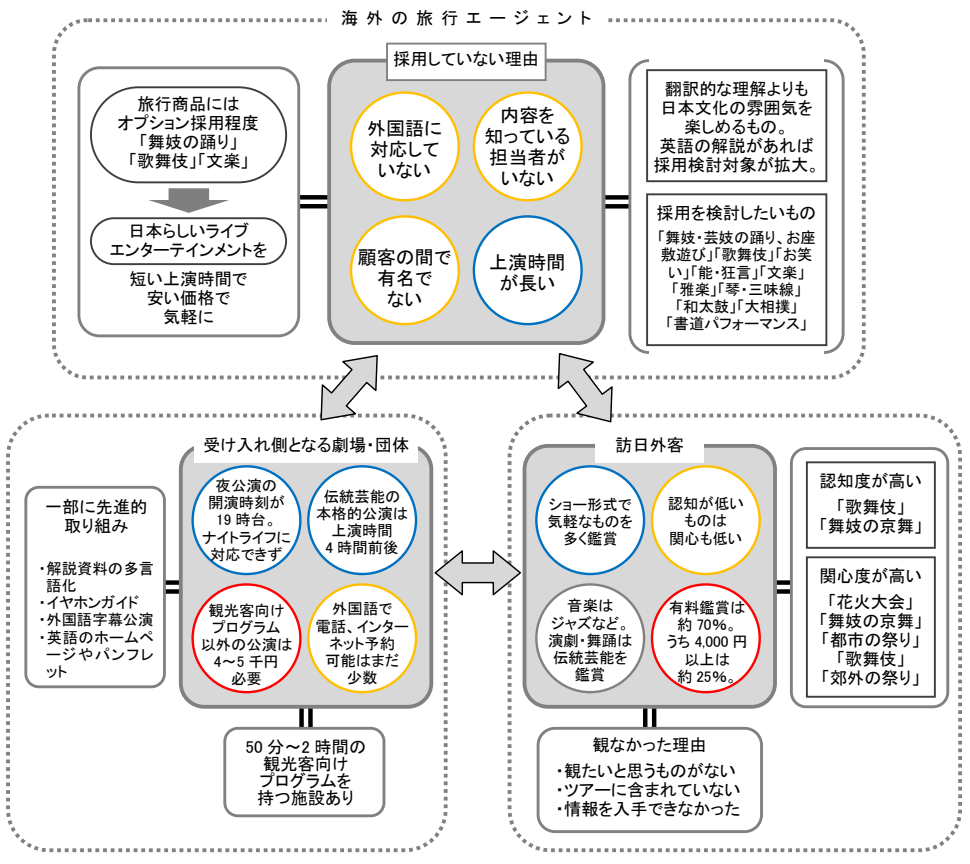 海外の旅行エージェント
採用していない理由
旅行商品には
オプション採用程度
「舞妓の踊り」
「歌舞伎」「文楽」
日本らしいライブ
エンターテインメントを
短い上演時間で
安い価格で
気軽に
外国語に
対応して
いない
内容を
知っている
担当者が
いない
顧客の間で
有名で
ない
上演時間
が長い
翻訳的な理解よりも
日本文化の雰囲気を
楽しめるもの。
英語の解説があれば
採用検討対象が拡大。
採用を検討したいもの
「舞妓・芸妓の踊り、お座
敷遊び」「歌舞伎」「お笑
い」「能・狂言」「文楽」
「雅楽」「琴・三味線」
「和太鼓」「大相撲」
「書道パフォーマンス」
受け入れ側となる劇場・団体
一部に先進的
取り組み
・解説資料の多言
語化
・イヤホンガイド
・外国語字幕公演
・英語のホームペ
ージやパンフレ
ット
夜公演の
開演時刻が
19時台。
ナイトライフに
対応できず
伝統芸能の
本格的公演は
上演時間
4時間前後
観光客向け
プログラム
以外の公演は
4～5千円
必要
外国語で
電話、インター
ネット予約
可能はまだ
少数
50分～2時間の
観光客向け
プログラムを
持つ施設あり
訪日外客
ショー形式で
気軽なものを
多く鑑賞
認知が低い
ものは
関心も低い
音楽は
ジャズなど。
演劇・舞踊は
伝統芸能を
鑑賞
有料鑑賞は
約70%。
うち4,000円
以上は
約25%。
認知度が高い
「歌舞伎」
「舞妓の京舞」
関心度が高い
「花火大会」
「舞妓の京舞」
「都市の祭り」
「歌舞伎」
「郊外の祭り」
観なかった理由
・観たいと思うものがない
・ツアーに含まれていない
・情報を入手できなかった